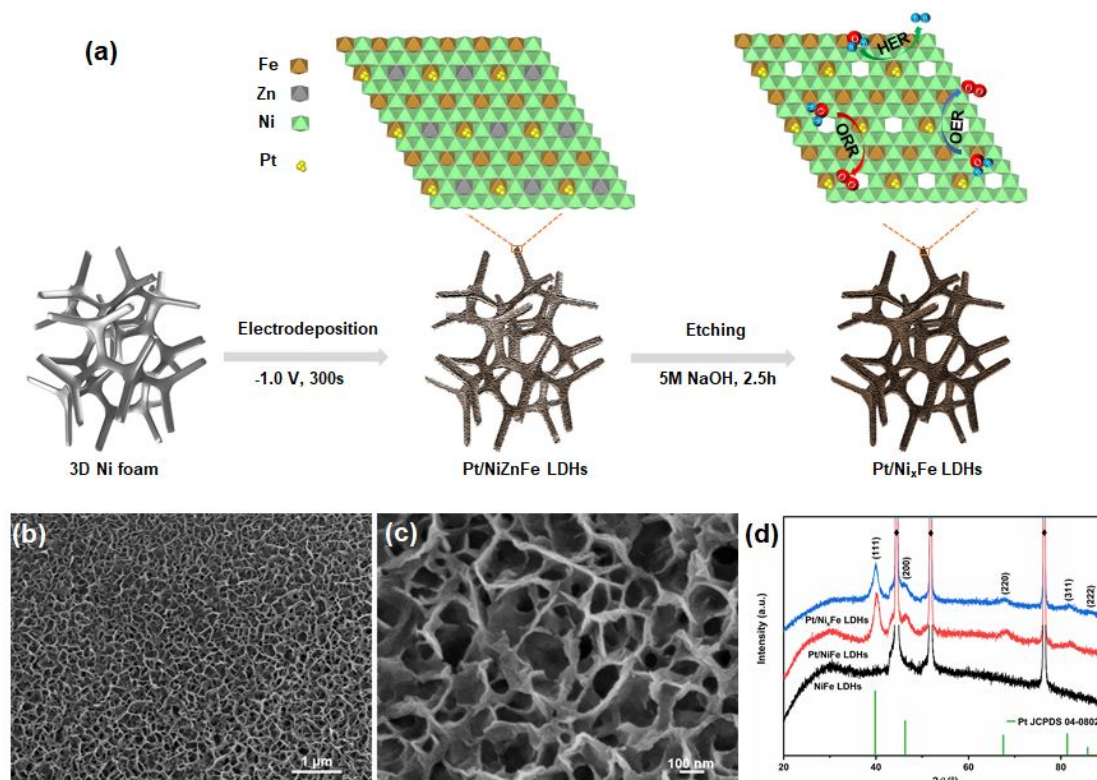 (a)
Fe
Zn
Ni
Pt
HER
O
ORR
O
O
O
OER
O
O
O
3D Ni foam
Electrodeposition
-1.0 V, 300s
Pt/NiZnFe LDHs
Etching
5M NaOH, 2.5h
Pt/NiₓFe LDHs
(b)
1 µm
(c)
100 nm
(d)
Intensity (a.u.)
(111)
(200)
(220)
(311)
(222)
Pt/NiₓFe LDHs
Pt/NiFe LDHs
NiFe LDHs
Pt JCPDS 04-0802
20
40
60
80